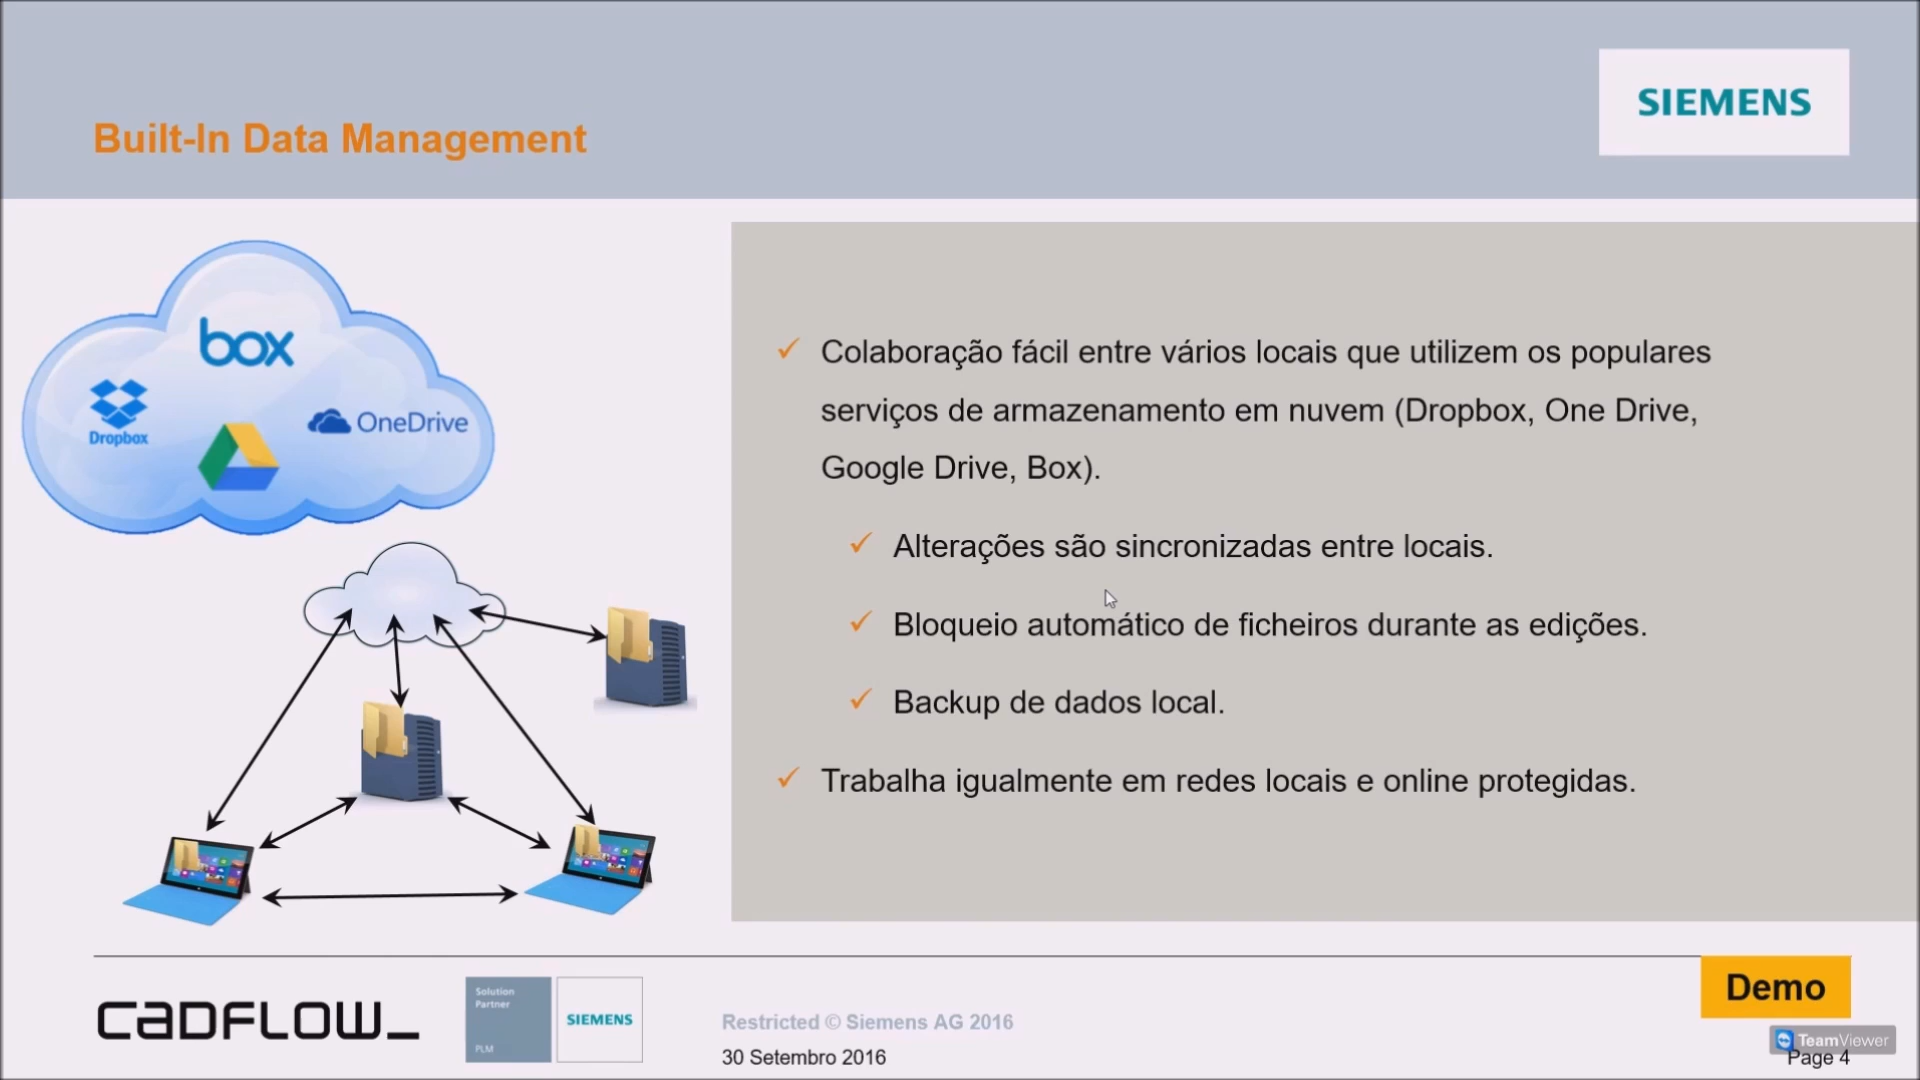 Built-In Data Management
SIEMENS
box
Dropbox
OneDrive
Colaboração fácil entre vários locais que utilizem os populares
serviços de armazenamento em nuvem (Dropbox, One Drive,
Google Drive, Box).
Alterações são sincronizadas entre locais.
Bloqueio automático de ficheiros durante as edições.
Backup de dados local.
Trabalha igualmente em redes locais e online protegidas.
CADFLOW_
Solution
Partner
PLM
SIEMENS
Restricted © Siemens AG 2016
30 Setembro 2016
Demo
TeamViewer
Page 4